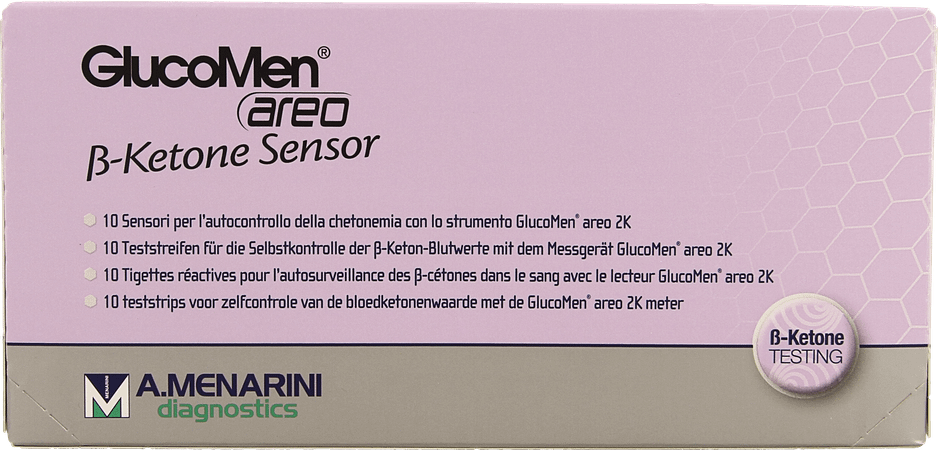 GlucoMen®
areo
β-Ketone Sensor
10 Sensori per l'autocontrollo della chetonemia con lo strumento GlucoMen® areo 2K
10 Teststreifen für die Selbstkontrolle der β-Keton-Blutwerte mit dem Messgerät GlucoMen® areo 2K
10 Tigettes réactives pour l'autosurveillance des β-cétones dans le sang avec le lecteur GlucoMen® areo 2K
10 teststrips voor zelfcontrole van de bloedketonenwaarde met de GlucoMen® areo 2K meter
ß-Ketone
TESTING
MENARINI
A.MENARINI
diagnostics